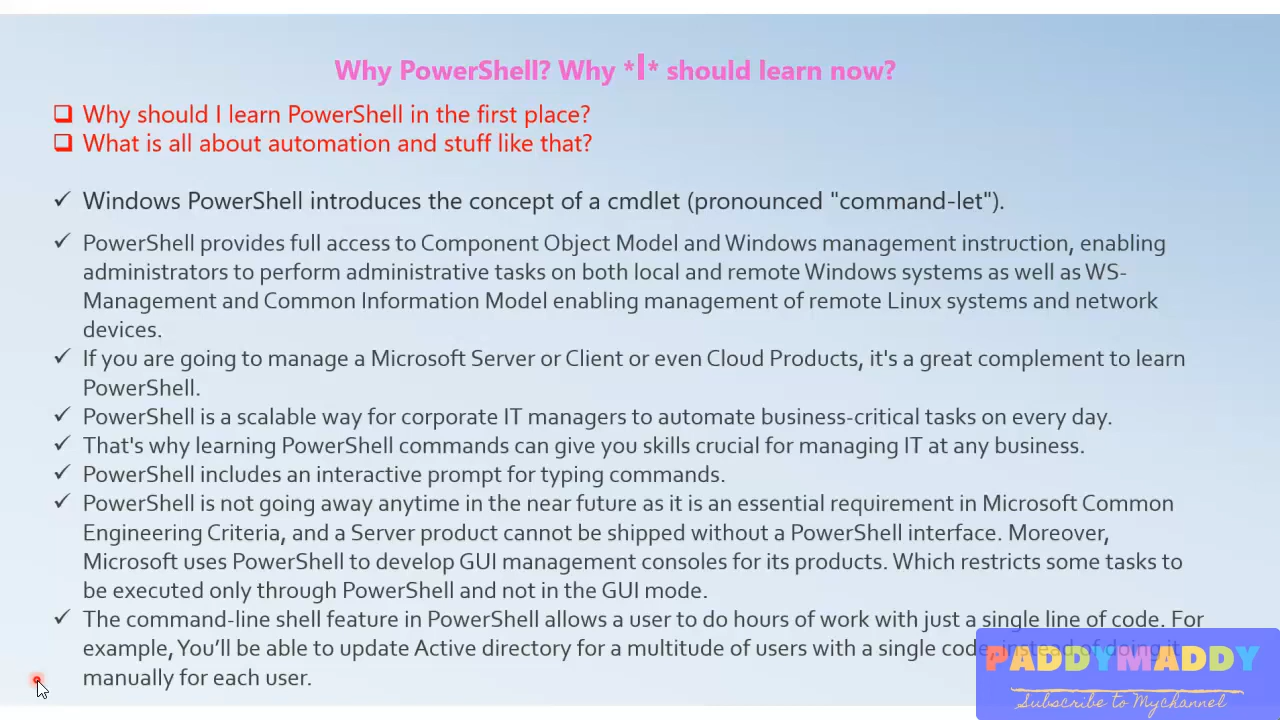 Why PowerShell? Why *I* should learn now?
❑ Why should I learn PowerShell in the first place?
❑ What is all about automation and stuff like that?
✓ Windows PowerShell introduces the concept of a cmdlet (pronounced "command-let").
✓ PowerShell provides full access to Component Object Model and Windows management instruction, enabling
administrators to perform administrative tasks on both local and remote Windows systems as well as WS-
Management and Common Information Model enabling management of remote Linux systems and network
devices.
✓ If you are going to manage a Microsoft Server or Client or even Cloud Products, it's a great complement to learn
PowerShell.
✓ PowerShell is a scalable way for corporate IT managers to automate business-critical tasks on every day.
✓ That's why learning PowerShell commands can give you skills crucial for managing IT at any business.
✓ PowerShell includes an interactive prompt for typing commands.
✓ PowerShell is not going away anytime in the near future as it is an essential requirement in Microsoft Common
Engineering Criteria, and a Server product cannot be shipped without a PowerShell interface. Moreover,
Microsoft uses PowerShell to develop GUI management consoles for its products. Which restricts some tasks to
be executed only through PowerShell and not in the GUI mode.
✓ The command-line shell feature in PowerShell allows a user to do hours of work with just a single line of code. For
example, You’ll be able to update Active directory for a multitude of users with a single code, instead of doing it
manually for each user.
PADDYMADDY
Subscribe to Mychannel